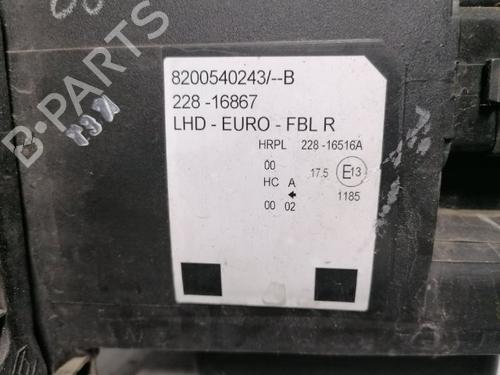 8200540243/--B
228 -16867
LHD - EURO - FBL R
HRPL 228 -16516A
00 17.5 E13
HC A
00 02 1185
B-PARTS